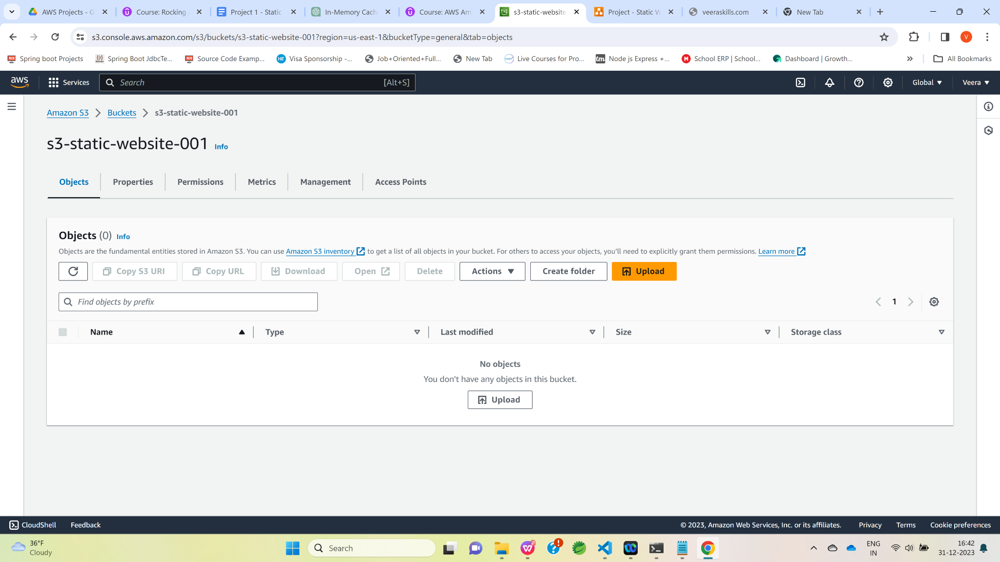 AWS Projects - G
Course: Rocking
Project 1 - Static
In-Memory Cach
Course: AWS Am
s3-static-website
Project - Static W
veeraskills.com
New Tab
s3.console.aws.amazon.com/s3/buckets/s3-static-website-001?region=us-east-1&bucketType=general&tab=objects
V
Spring boot Projects
Spring Boot JdbcTe...
Source Code Examp...
Visa Sponsorship -...
Job+Oriented+Full...
New Tab
Live Courses for Pro...
Node js Express +...
School ERP | School...
Dashboard | Growth...
All Bookmarks
aws
Services
Search
[Alt+S]
Global
Veera
Amazon S3
Buckets
s3-static-website-001
s3-static-website-001 Info
Objects
Properties
Permissions
Metrics
Management
Access Points
Objects (0) Info
Objects are the fundamental entities stored in Amazon S3. You can use Amazon S3 inventory to get a list of all objects in your bucket. For others to access your objects, you’ll need to explicitly grant them permissions. Learn more
Copy S3 URI
Copy URL
Download
Open
Delete
Actions
Create folder
Upload
Find objects by prefix
1
Name
Type
Last modified
Size
Storage class
No objects
You don't have any objects in this bucket.
Upload
CloudShell
Feedback
© 2023, Amazon Web Services, Inc. or its affiliates.
Privacy
Terms
Cookie preferences
36°F
Cloudy
Search
ENG
IN
16:42
31-12-2023